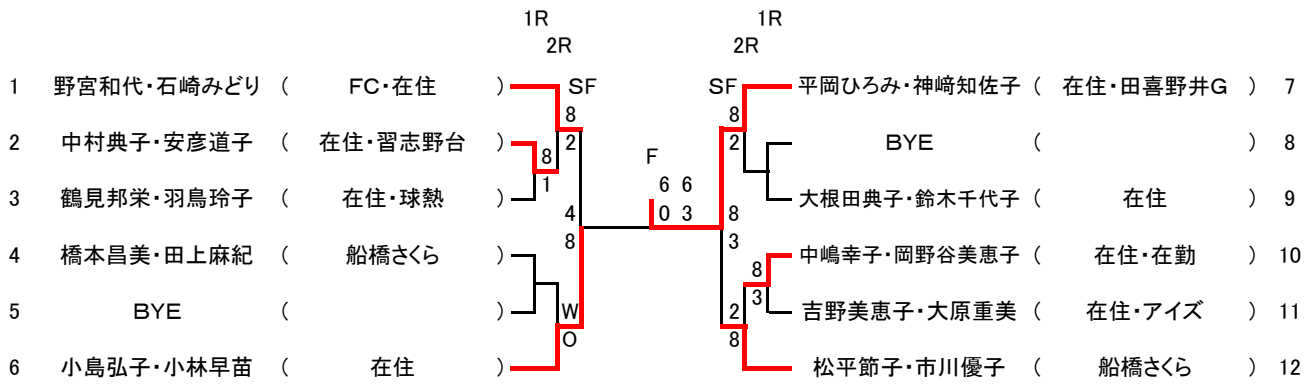 1R 1R
2R 2R
1 野宮和代・石崎みどり ( FC・在住 ) SF SF 平岡ひろみ・神﨑知佐子 ( 在住・田喜野井G ) 7
8 8
2 中村典子・安彦道子 ( 在住・習志野台 ) 2 2 BYE ( ) 8
8 F
1 6 6
3 鶴見邦栄・羽鳥玲子 ( 在住・球熱 ) 大根田典子・鈴木千代子 ( 在住 ) 9
4 0 3 8
8 3
4 橋本昌美・田上麻紀 ( 船橋さくら ) 中嶋幸子・岡野谷美恵子 ( 在住・在勤 ) 10
8
3
5 BYE ( ) W 2 吉野美恵子・大原重美 ( 在住・アイズ ) 11
O 8
6 小島弘子・小林早苗 ( 在住 ) 松平節子・市川優子 ( 船橋さくら ) 12